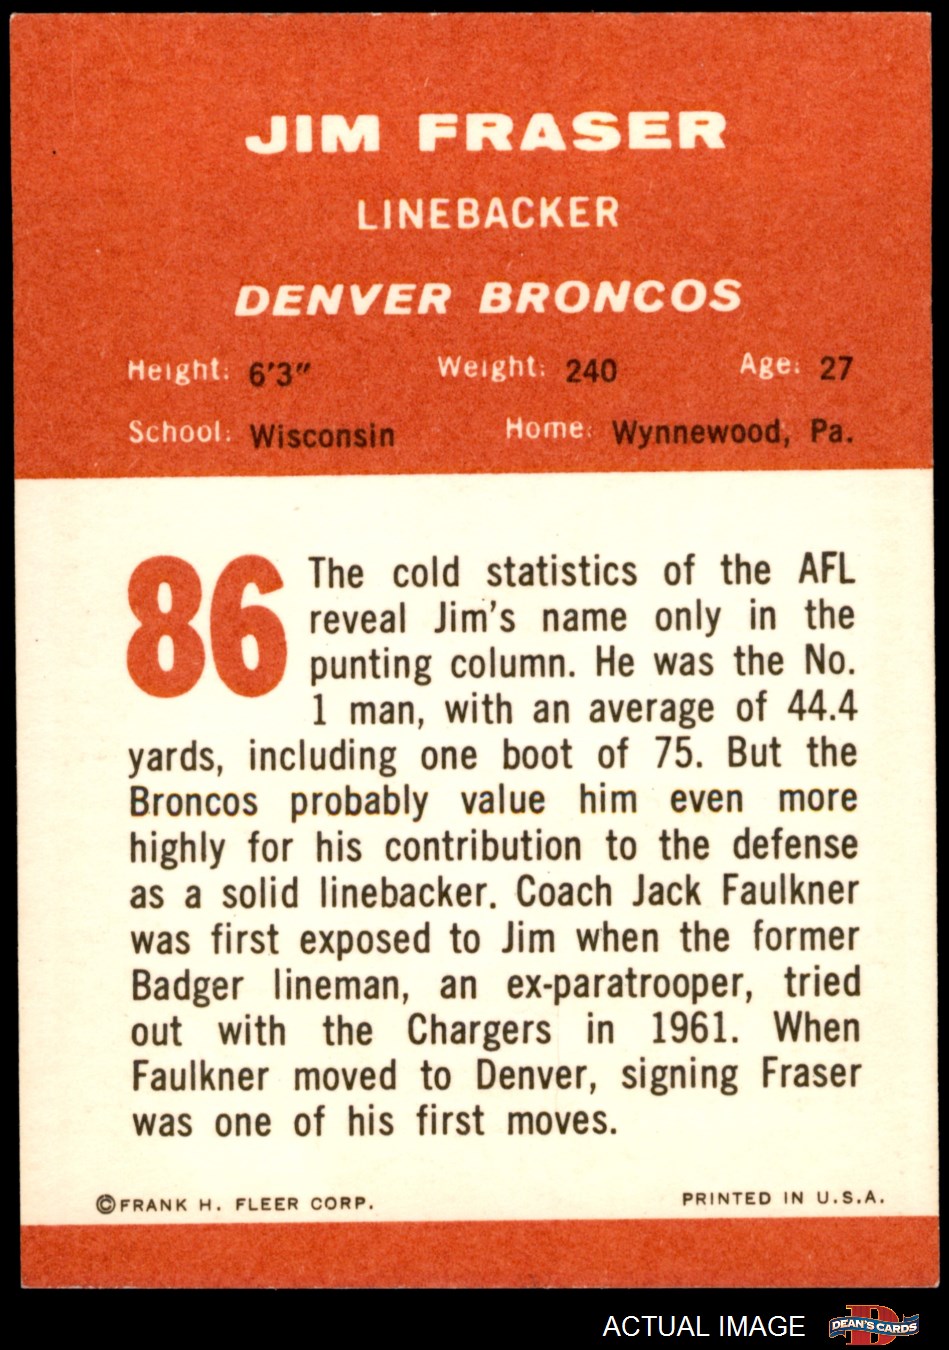 JIM FRASER
LINEBACKER
DENVER BRONCOS
Height: 6'3" Weight: 240 Age: 27
School: Wisconsin Home: Wynnewood, Pa.
86
The cold statistics of the AFL
reveal Jim's name only in the
punting column. He was the No.
1 man, with an average of 44.4
yards, including one boot of 75. But the
Broncos probably value him even more
highly for his contribution to the defense
as a solid linebacker. Coach Jack Faulkner
was first exposed to Jim when the former
Badger lineman, an ex-paratrooper, tried
out with the Chargers in 1961. When
Faulkner moved to Denver, signing Fraser
was one of his first moves.
©FRANK H. FLEER CORP. PRINTED IN U.S.A.
ACTUAL IMAGE
D
DEAN'S CARDS